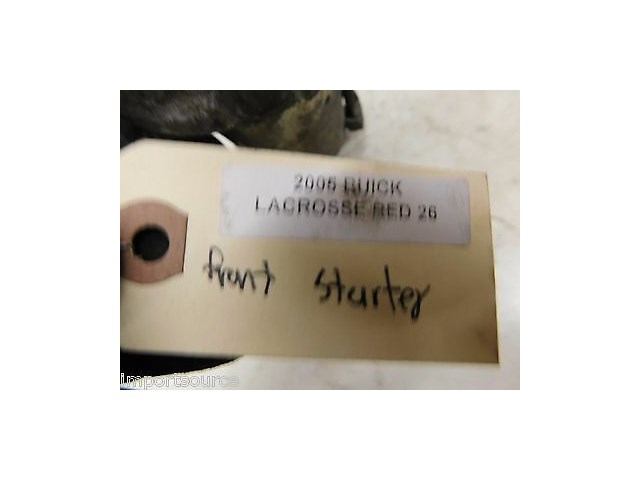 2005 BUICK
LACROSSE RED 26
front starter
importsource